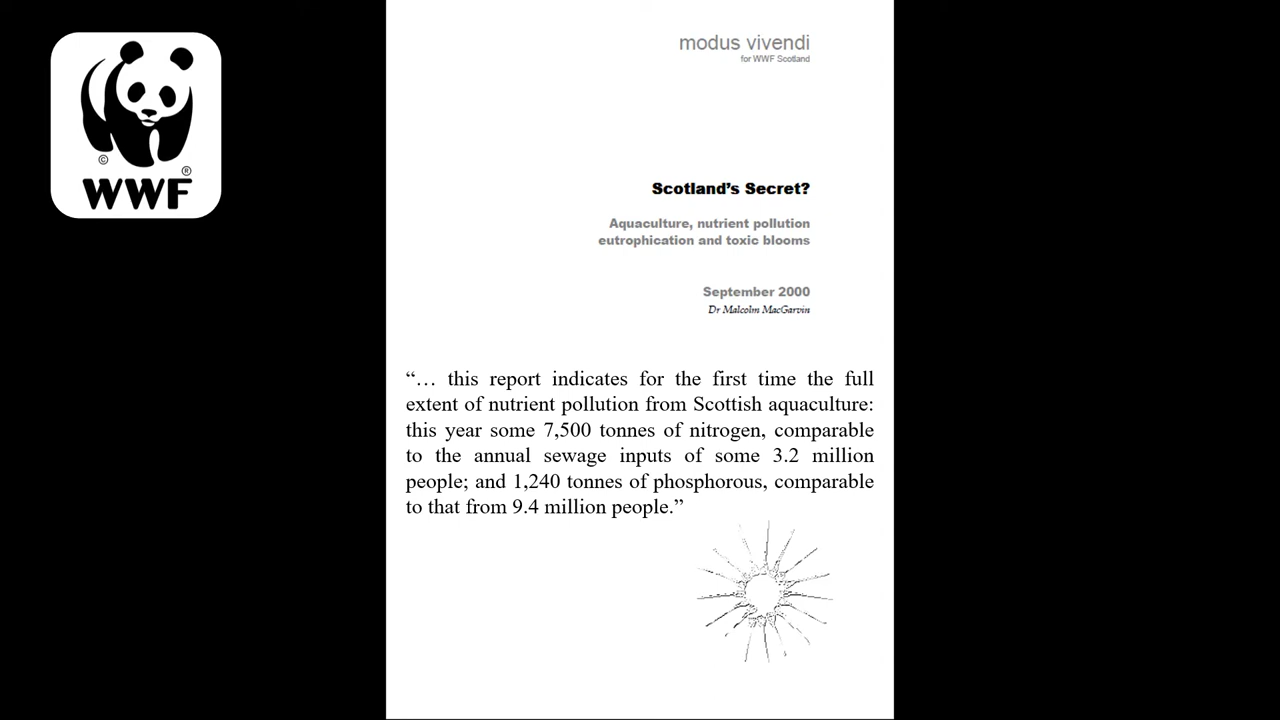 WWF
modus vivendi
for WWF Scotland
Scotland's Secret?
Aquaculture, nutrient pollution
eutrophication and toxic blooms
September 2000
Dr Malcolm MacGarvin
“… this report indicates for the first time the full
extent of nutrient pollution from Scottish aquaculture:
this year some 7,500 tonnes of nitrogen, comparable
to the annual sewage inputs of some 3.2 million
people; and 1,240 tonnes of phosphorous, comparable
to that from 9.4 million people.”